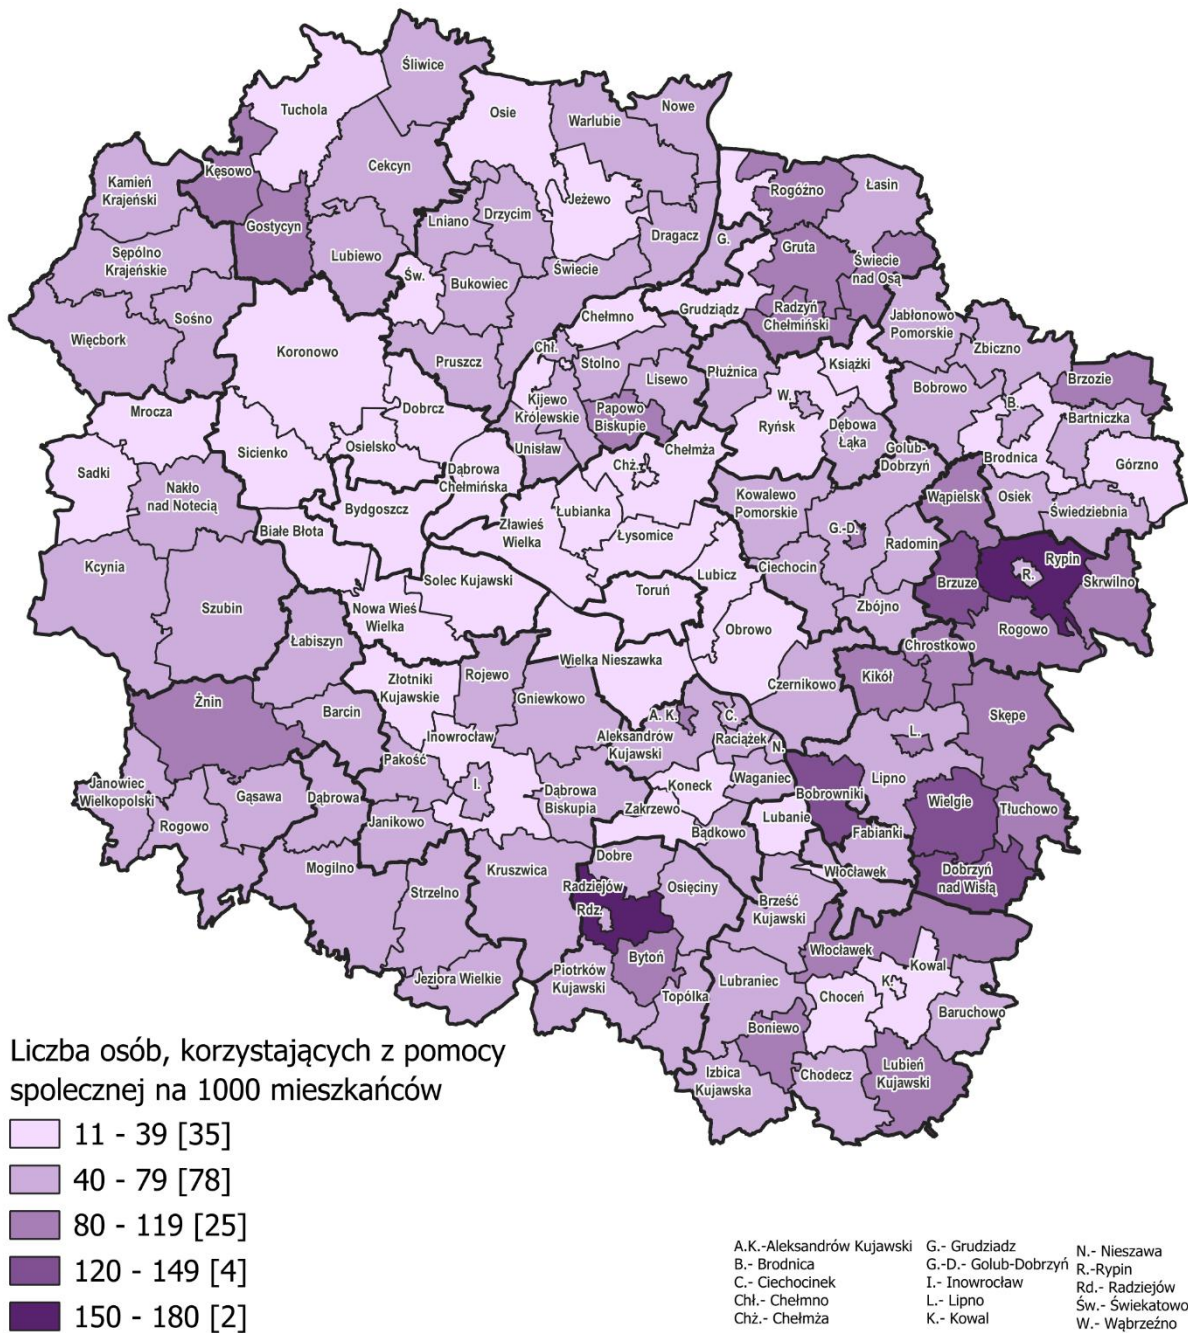 Śliwice
Tuchola
Osie
Nowe
Warlubie
Cekcyn
Kęsowo
Kamień
Krajeński
Rogóźno
Łasin
Jeżewo
Drzycim
Lniano
Gostycyn
Dragacz
G.
Gruta
Sępólno
Krajeńskie
Lubiewo
Świecie
Świecie
nad Osą
Św.
Bukowiec
Sośno
Więcbork
Chełmno
Grudziądz
Radzyń
Chełmiński
Jabłonowo
Pomorskie
Koronowo
Chł.
Zbiczno
Pruszcz
Stolno
Książki
Płużnica
Lisewo
Brzozie
Bobrowo
Mrocza
Dobrcz
Kijewo
Królewskie
W.
B.
Papowo
Biskupie
Ryńsk
Dębowa
Łąka
Bartniczka
Sicienko
Osielsko
Unisław
Chełmża
Golub-
Dobrzyń
Brodnica
Górzno
Sadki
Dąbrowa
Chełmińska
Chż.
Nakło
nad Notecią
Kowalewo
Pomorskie
Wąpielsk
Osiek
Świedziebnia
Bydgoszcz
Łubianka
Zławieś
Wielka
Białe Błota
Łysomice
G.-D.
Radomin
Rypin
Kcynia
Ciechocin
Lubicz
R.
Skrwilno
Solec Kujawski
Brzuze
Toruń
Szubin
Nowa Wieś
Wielka
Zbójno
Obrowo
Rogowo
Łabiszyn
Chrostkowo
Wielka Nieszawka
Rojewo
Złotniki
Kujawskie
Kikół
Czernikowo
Żnin
Gniewkowo
Barcin
Skępe
A. K.
C.
Inowrocław
Aleksandrów
Kujawski
Raciążek
L.
N.
Pakość
Janowiec
Wielkopolski
I.
Koneck
Waganiec
Lipno
Gąsawa
Dąbrowa
Dąbrowa
Biskupia
Bobrowniki
Wielgie
Zakrzewo
Lubanie
Tłuchowo
Rogowo
Janikowo
Bądkowo
Fabianki
Dobre
Mogilno
Kruszwica
Włocławek
Dobrzyń
nad Wisłą
Radziejów
Osięciny
Strzelno
Brześć
Kujawski
Rdz.
Włocławek
Bytoń
Kowal
Piotrków
Kujawski
Jeziora Wielkie
Lubraniec
K.
Topólka
Choceń
Baruchowo
Boniewo
Lubień
Kujawski
Izbica
Kujawska
Chodecz
Liczba osób, korzystających z pomocy
spolecznej na 1000 mieszkańców
11 - 39 [35]
40 - 79 [78]
80 - 119 [25]
120 - 149 [4]
150 - 180 [2]
A.K.-Aleksandrów Kujawski
B.- Brodnica
C.- Ciechocinek
Chł.- Chełmno
Chż.- Chełmża
G.- Grudziadz
G.-D.- Golub-Dobrzyń
I.- Inowrocław
L.- Lipno
K.- Kowal
N.- Nieszawa
R.-Rypin
Rd.- Radziejów
Św.- Świekatowo
W.- Wąbrzeźno